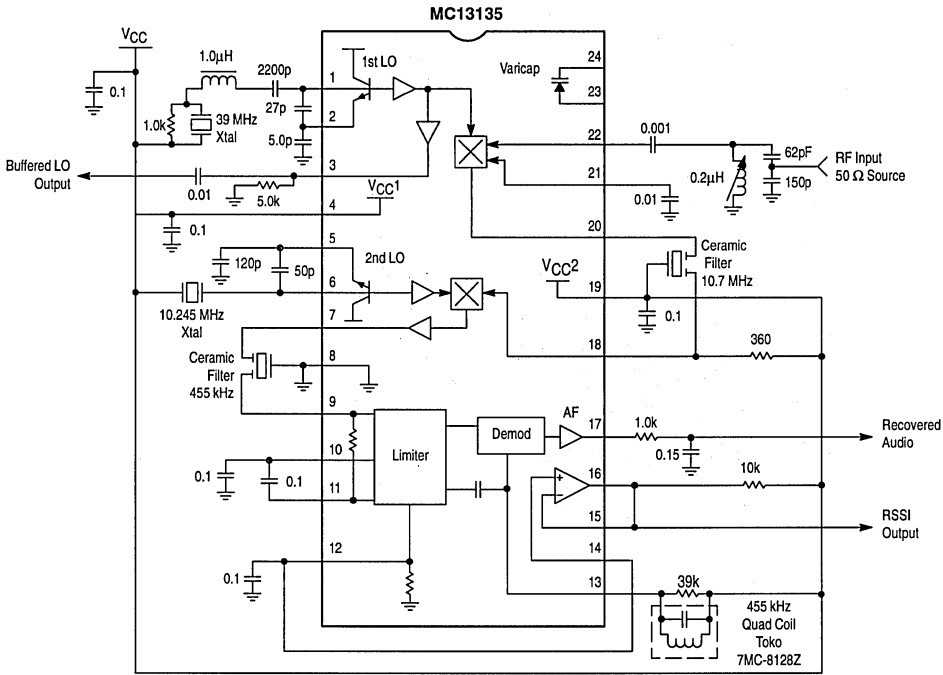 MC13135
VCC
0.1
1.0k
1.0µH
39 MHz
Xtal
2200p
27p
5.0p
1
2
1st LO
Varicap
24
23
22
0.001
62pF
150p
0.2µH
RF Input
50 Ω Source
21
0.01
Buffered LO
Output
0.01
5.0k
3
VCC1
4
0.1
20
Ceramic
Filter
10.7 MHz
5
120p
50p
2nd LO
6
VCC2
19
0.1
10.245 MHz
Xtal
7
18
360
Ceramic
Filter
455 kHz
8
9
Limiter
Demod
AF
17
1.0k
0.15
Recovered
Audio
10
0.1
0.1
11
+
–
16
10k
15
RSSI
Output
12
0.1
14
13
39k
455 kHz
Quad Coil
Toko
7MC-8128Z